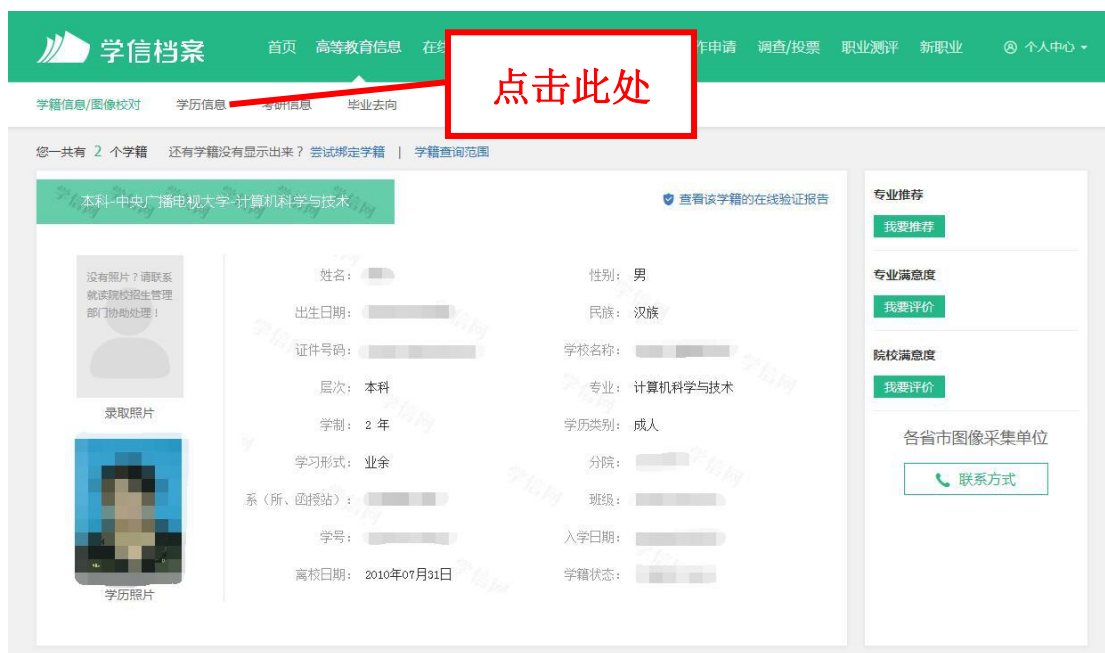 学信档案
首页 高等教育信息 在线 作申请 调查/投票 职业测评 新职业 个人中心
点击此处
学籍信息/图像校对 学历信息 考研信息 毕业去向
您一共有 2 个学籍 还有学籍没有显示出来？尝试绑定学籍 | 学籍查询范围
本科-中央广播电视大学-计算机科学与技术
查看该学籍的在线验证报告
没有照片？请联系
就读院校招生管理
部门协助处理！
录取照片
学历照片
姓名： 性别： 男
出生日期： 民族： 汉族
证件号码： 学校名称：
层次： 本科 专业： 计算机科学与技术
学制： 2 年 学历类别： 成人
学习形式： 业余 分院：
系（所、函授站）： 班级：
学号： 入学日期：
离校日期： 2010年07月31日 学籍状态：
专业推荐
我要推荐
专业满意度
我要评价
院校满意度
我要评价
各省市图像采集单位
联系方式
学信网